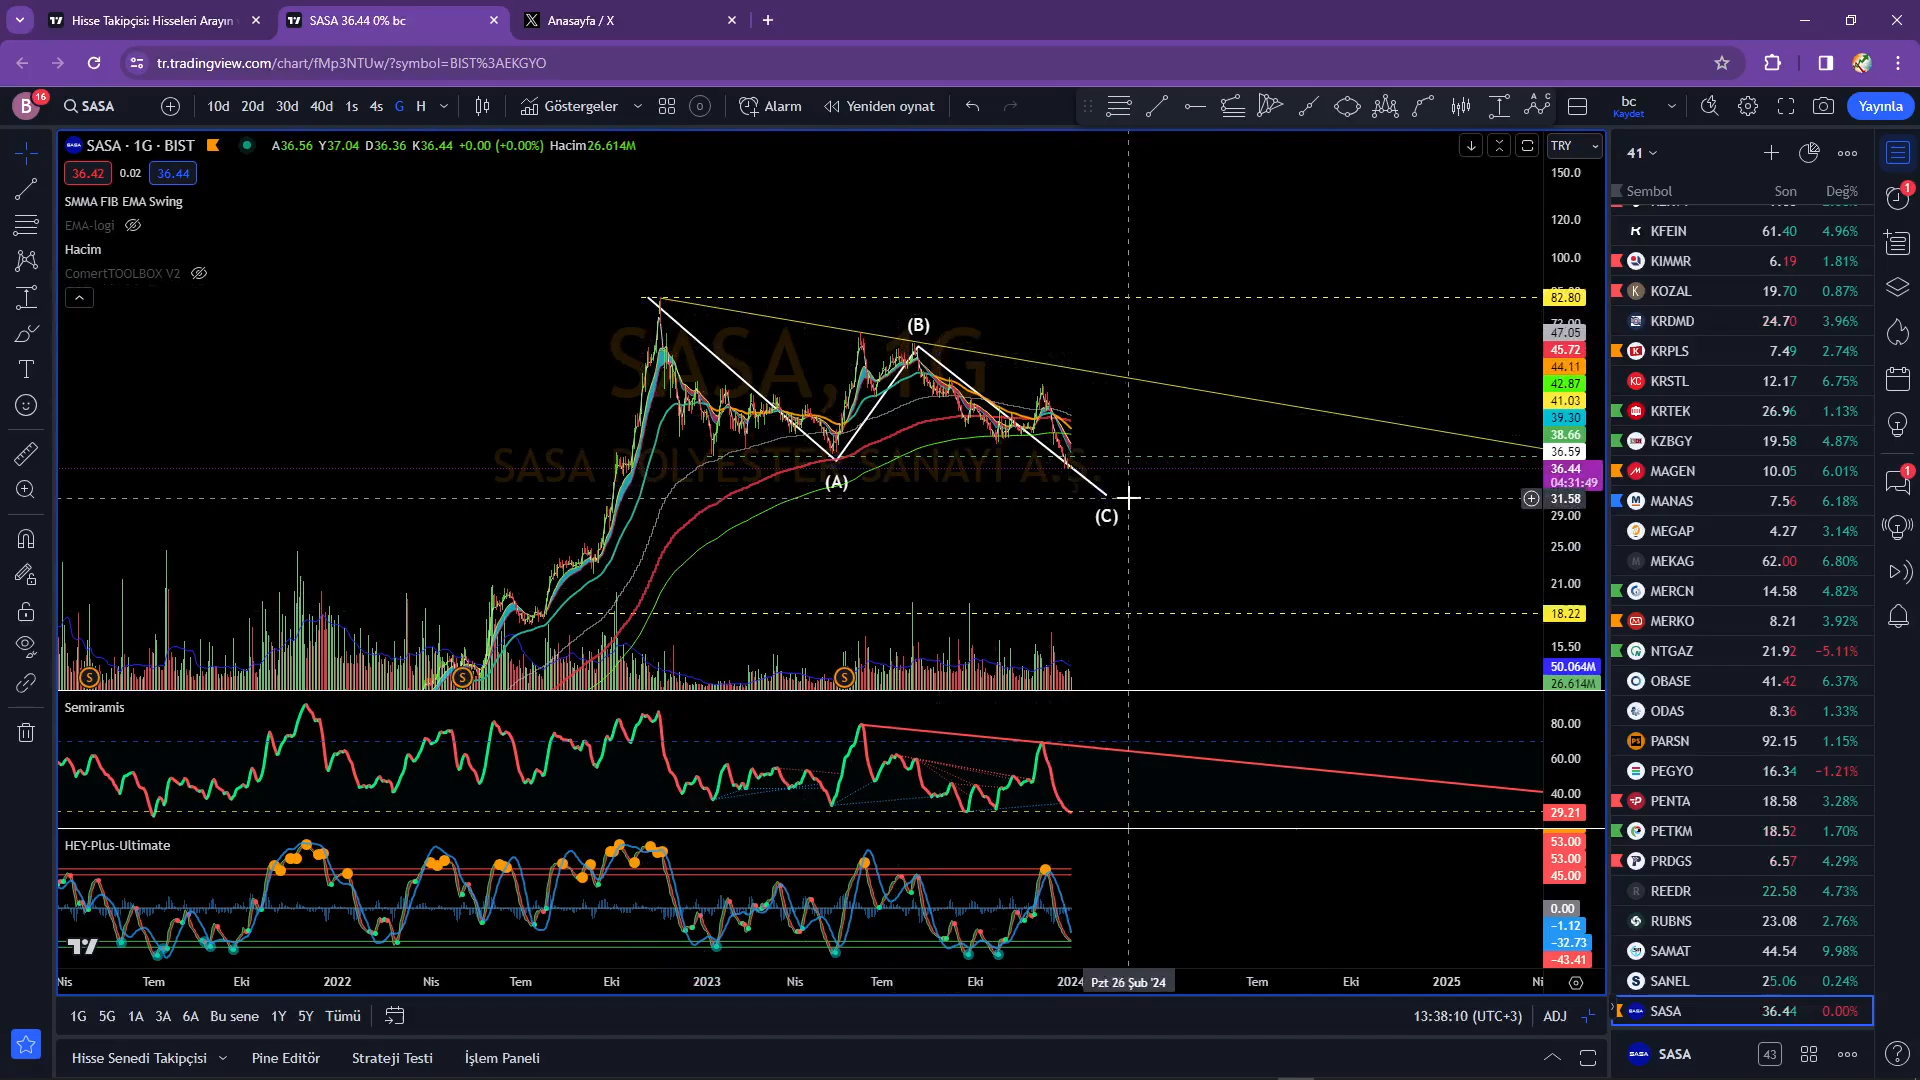 Hisse Takipçisi: Hisseleri Arayın
SASA 36.44 0% bc
Anasayfa / X
tr.tradingview.com/chart/fMp3NTUw/?symbol=BIST%3AEKGYO
B 16
SASA
10d 20d 30d 40d 1s 4s G H
Göstergeler
Alarm
Yeniden oynat
bc
Kaydet
Yayınla
SASA · 1G · BIST
A36.56 Y37.04 D36.36 K36.44 +0.00 (+0.00%) Hacim26.614M
36.42 0.02 36.44
SMMA FIB EMA Swing
EMA-logi
Hacim
ComertTOOLBOX V2
SASA, 1G
SASA POLYESTER SANAYİ A.Ş.
(A)
(B)
(C)
TRY
150.0
120.0
100.0
82.80
47.05
45.72
44.11
42.87
41.03
39.30
38.66
36.59
36.44
04:31:49
31.58
29.00
25.00
21.00
18.22
15.50
50.064M
26.614M
S
S
S
Semiramis
80.00
60.00
40.00
29.21
HEY-Plus-Ultimate
53.00
53.00
45.00
0.00
−1.12
−32.73
−43.41
Nis Tem Eki 2022 Nis Tem Eki 2023 Nis Tem Eki 2024 Pzt 26 Şub '24 Tem Eki 2025 Ni
1G 5G 1A 3A 6A Bu sene 1Y 5Y Tümü
13:38:10 (UTC+3) ADJ
Hisse Senedi Takipçisi
Pine Editör
Strateji Testi
İşlem Paneli
41
Sembol Son Değ%
KFEIN 61.40 4.96%
KIMMR 6.19 1.81%
KOZAL 19.70 0.87%
KRDMD 24.70 3.96%
KRPLS 7.49 2.74%
KRSTL 12.17 6.75%
KRTEK 26.96 1.13%
KZBGY 19.58 4.87%
MAGEN 10.05 6.01%
MANAS 7.56 6.18%
MEGAP 4.27 3.14%
MEKAG 62.00 6.80%
MERCN 14.58 4.82%
MERKO 8.21 3.92%
NTGAZ 21.92 −5.11%
OBASE 41.42 6.37%
ODAS 8.36 1.33%
PARSN 92.15 1.15%
PEGYO 16.34 −1.21%
PENTA 18.58 3.28%
PETKM 18.52 1.70%
PRDGS 6.57 4.29%
REEDR 22.58 4.73%
RUBNS 23.08 2.76%
SAMAT 44.54 9.98%
SANEL 25.06 0.24%
SASA 36.44 0.00%
SASA 43
1
1